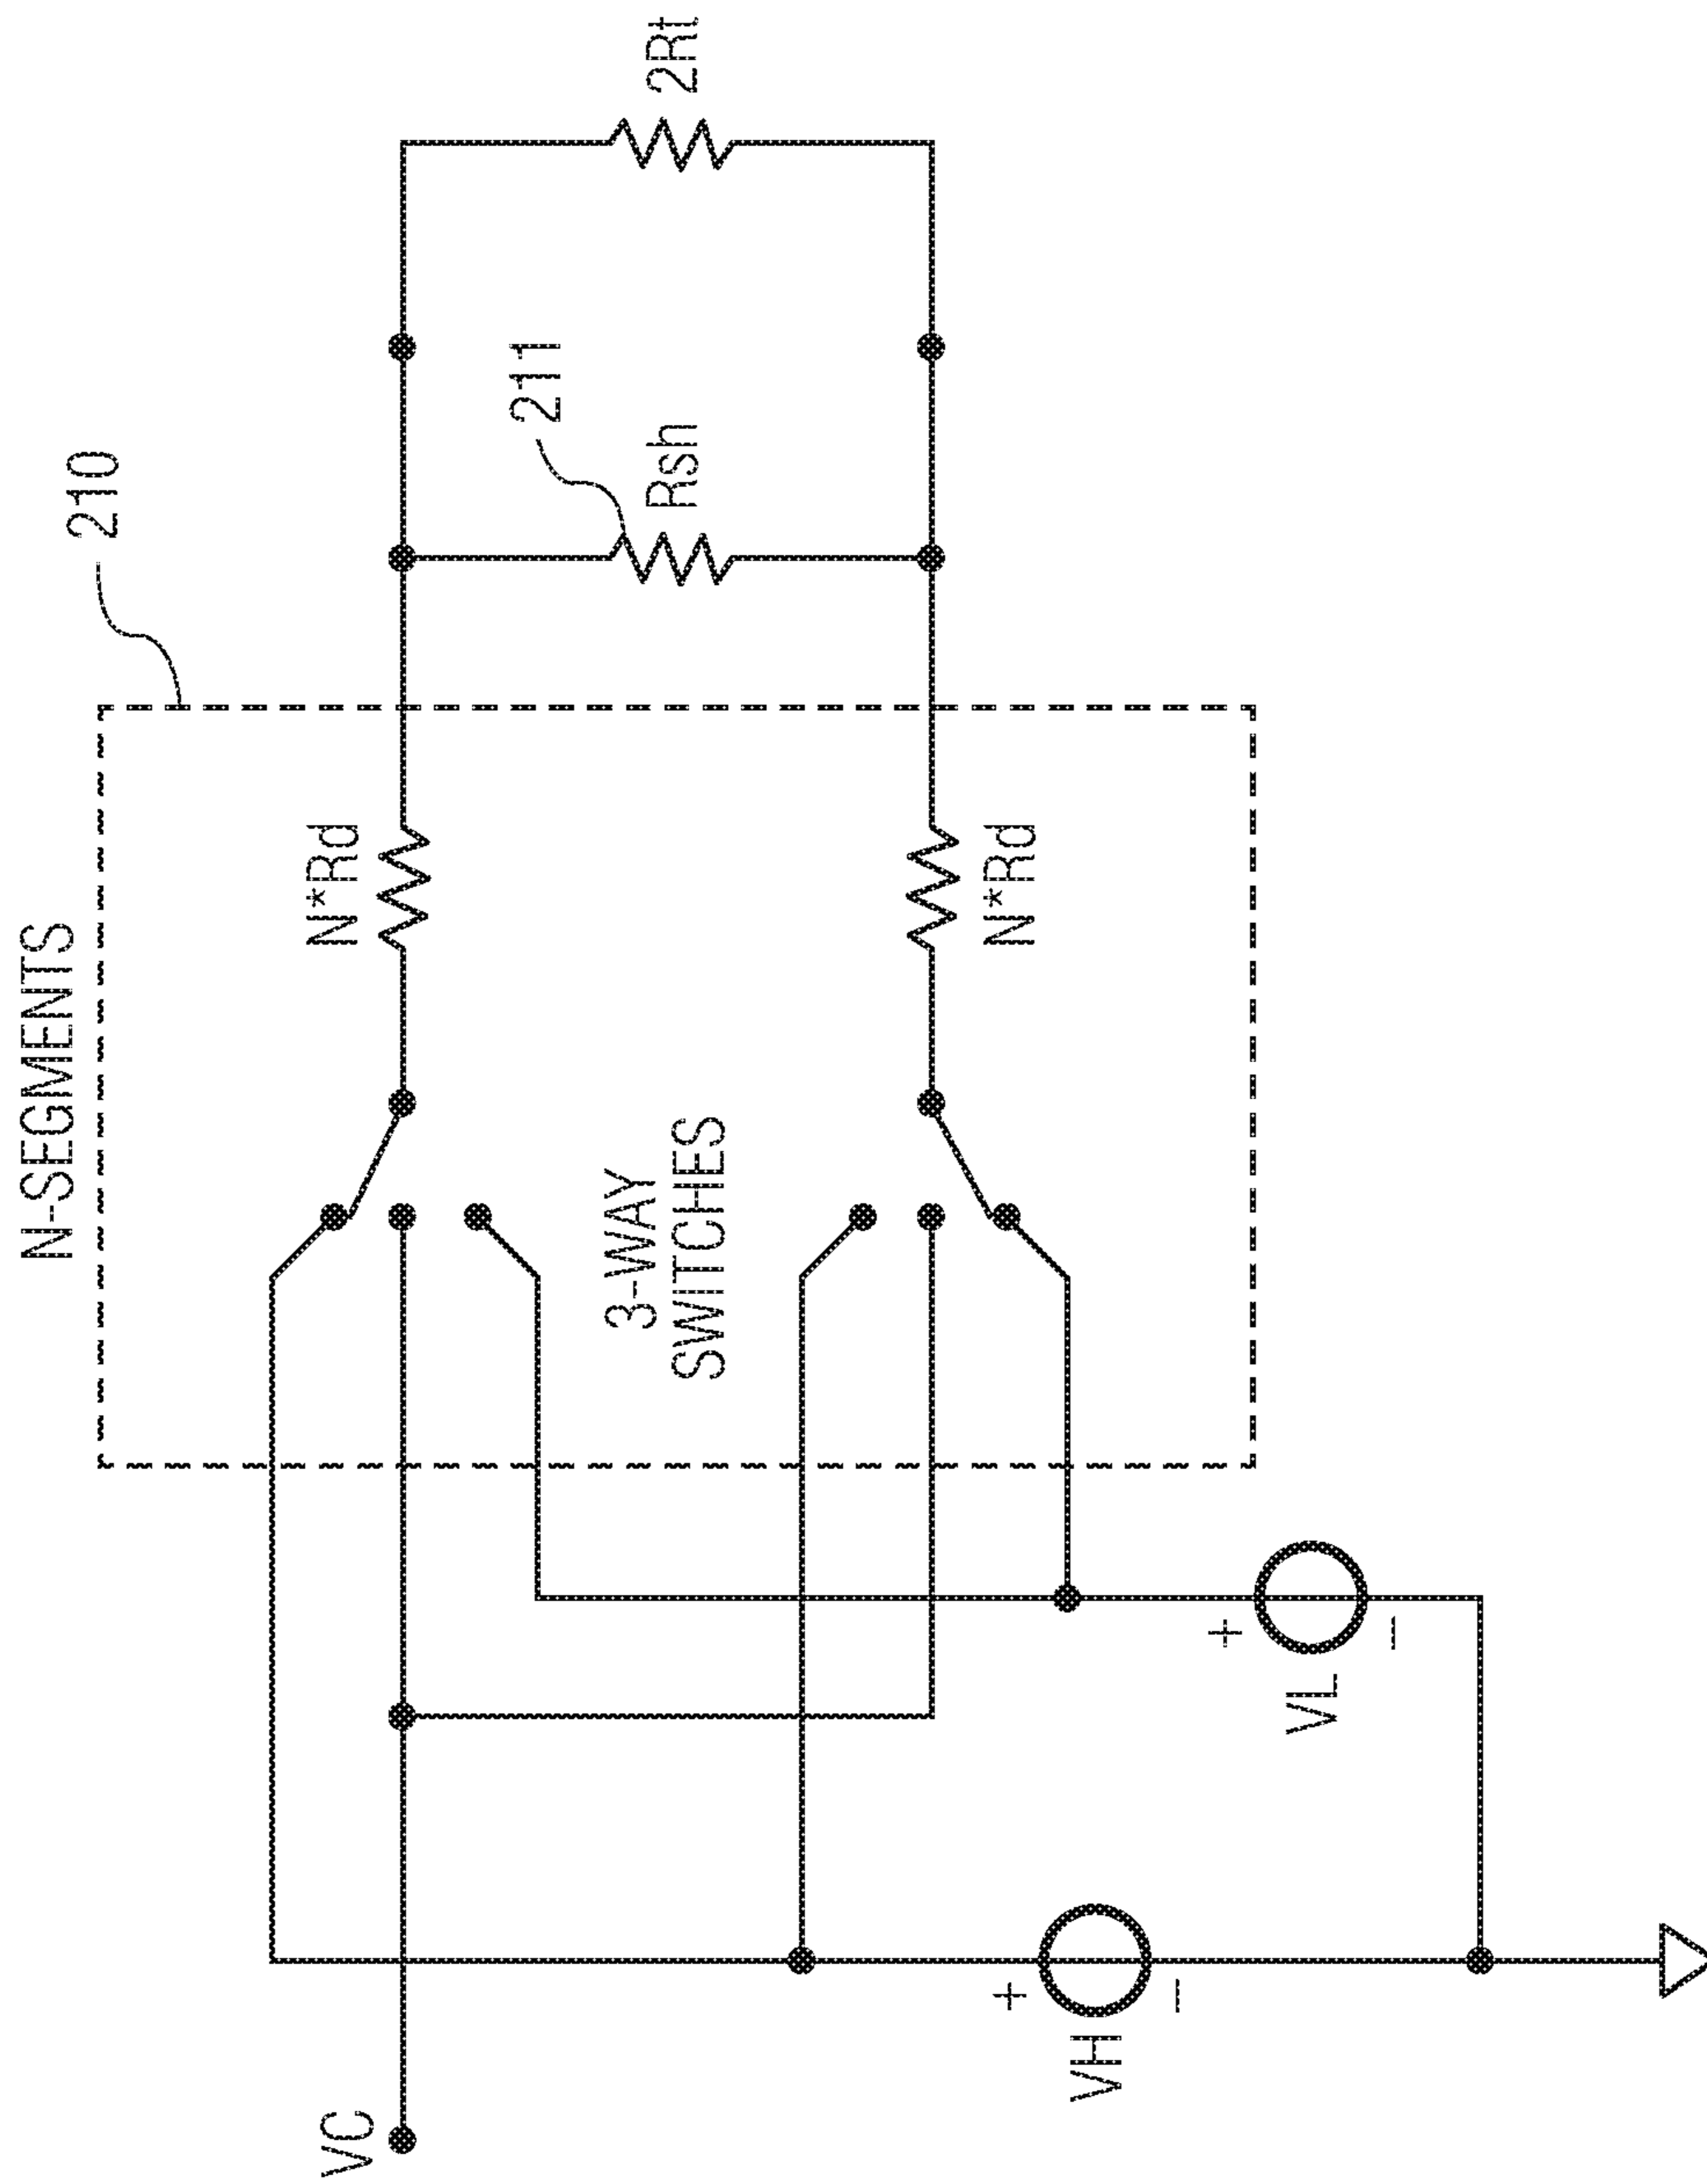 N-SEGMENTS
210
N*Rd
211
Rsh
2Rt
3-WAY
SWITCHES
N*Rd
VC
+
VL
−
+
VH
−